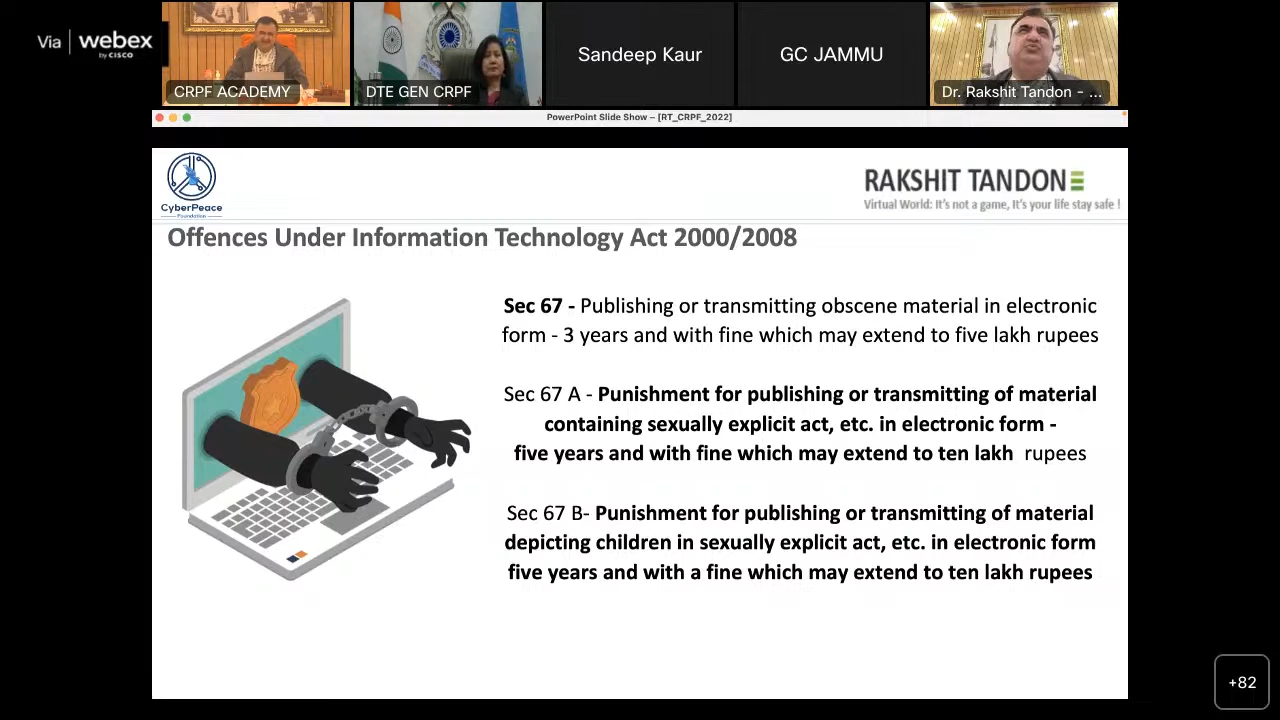 Via | webex
by CISCO
CRPF ACADEMY
DTE GEN CRPF
Sandeep Kaur
GC JAMMU
Dr. Rakshit Tandon - ...
PowerPoint Slide Show – [RT_CRPF_2022]
CyberPeace
Foundation
RAKSHIT TANDON
Virtual World: It's not a game, It's your life stay safe !
Offences Under Information Technology Act 2000/2008
Sec 67 - Publishing or transmitting obscene material in electronic
form - 3 years and with fine which may extend to five lakh rupees
Sec 67 A - Punishment for publishing or transmitting of material
containing sexually explicit act, etc. in electronic form -
five years and with fine which may extend to ten lakh rupees
Sec 67 B- Punishment for publishing or transmitting of material
depicting children in sexually explicit act, etc. in electronic form
five years and with a fine which may extend to ten lakh rupees
+82